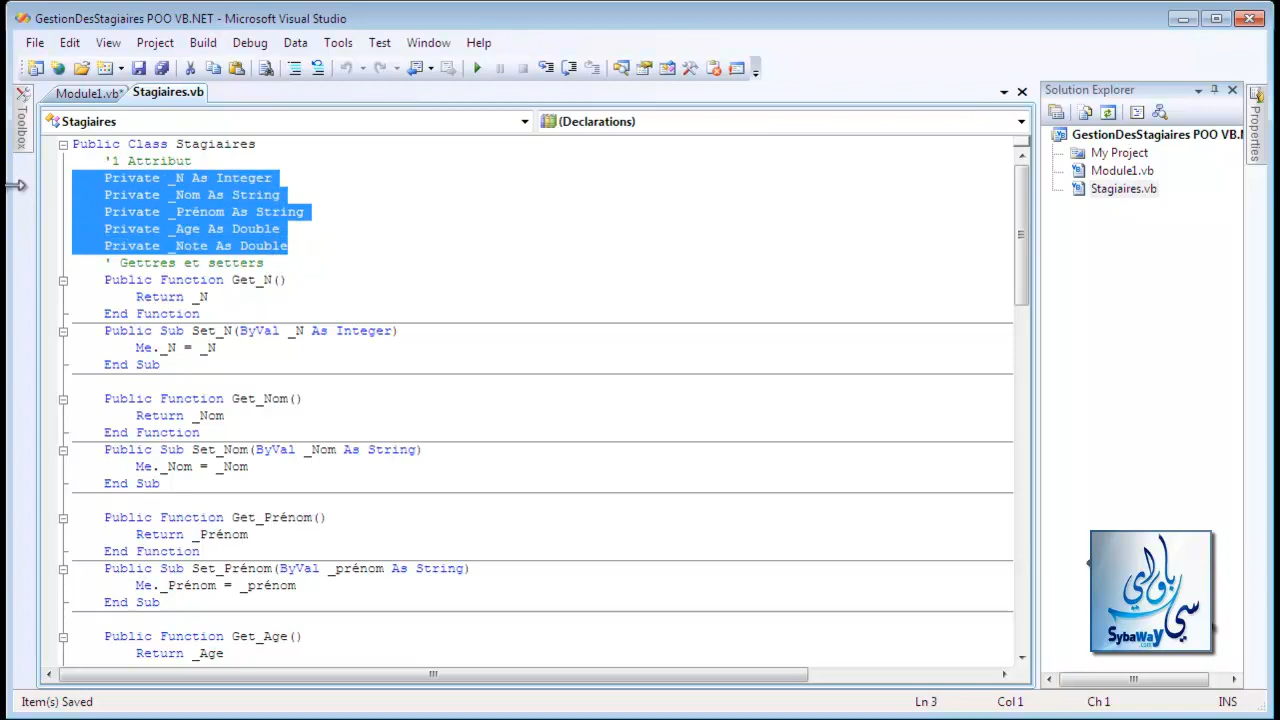 GestionDesStagiaires POO VB.NET - Microsoft Visual Studio
File Edit View Project Build Debug Data Tools Test Window Help
Module1.vb* Stagiaires.vb
Solution Explorer
Toolbox
Properties
Stagiaires (Declarations)
GestionDesStagiaires POO VB.N
My Project
Module1.vb
Stagiaires.vb
Public Class Stagiaires
'1 Attribut
Private _N As Integer
Private _Nom As String
Private _Prénom As String
Private _Age As Double
Private _Note As Double
' Gettres et setters
Public Function Get_N()
Return _N
End Function
Public Sub Set_N(ByVal _N As Integer)
Me._N = _N
End Sub
Public Function Get_Nom()
Return _Nom
End Function
Public Sub Set_Nom(ByVal _Nom As String)
Me._Nom = _Nom
End Sub
Public Function Get_Prénom()
Return _Prénom
End Function
Public Sub Set_Prénom(ByVal _prénom As String)
Me._Prénom = _prénom
End Sub
Public Function Get_Age()
Return _Age
سي باواي
SybaWay
.com
Item(s) Saved Ln 3 Col 1 Ch 1 INS